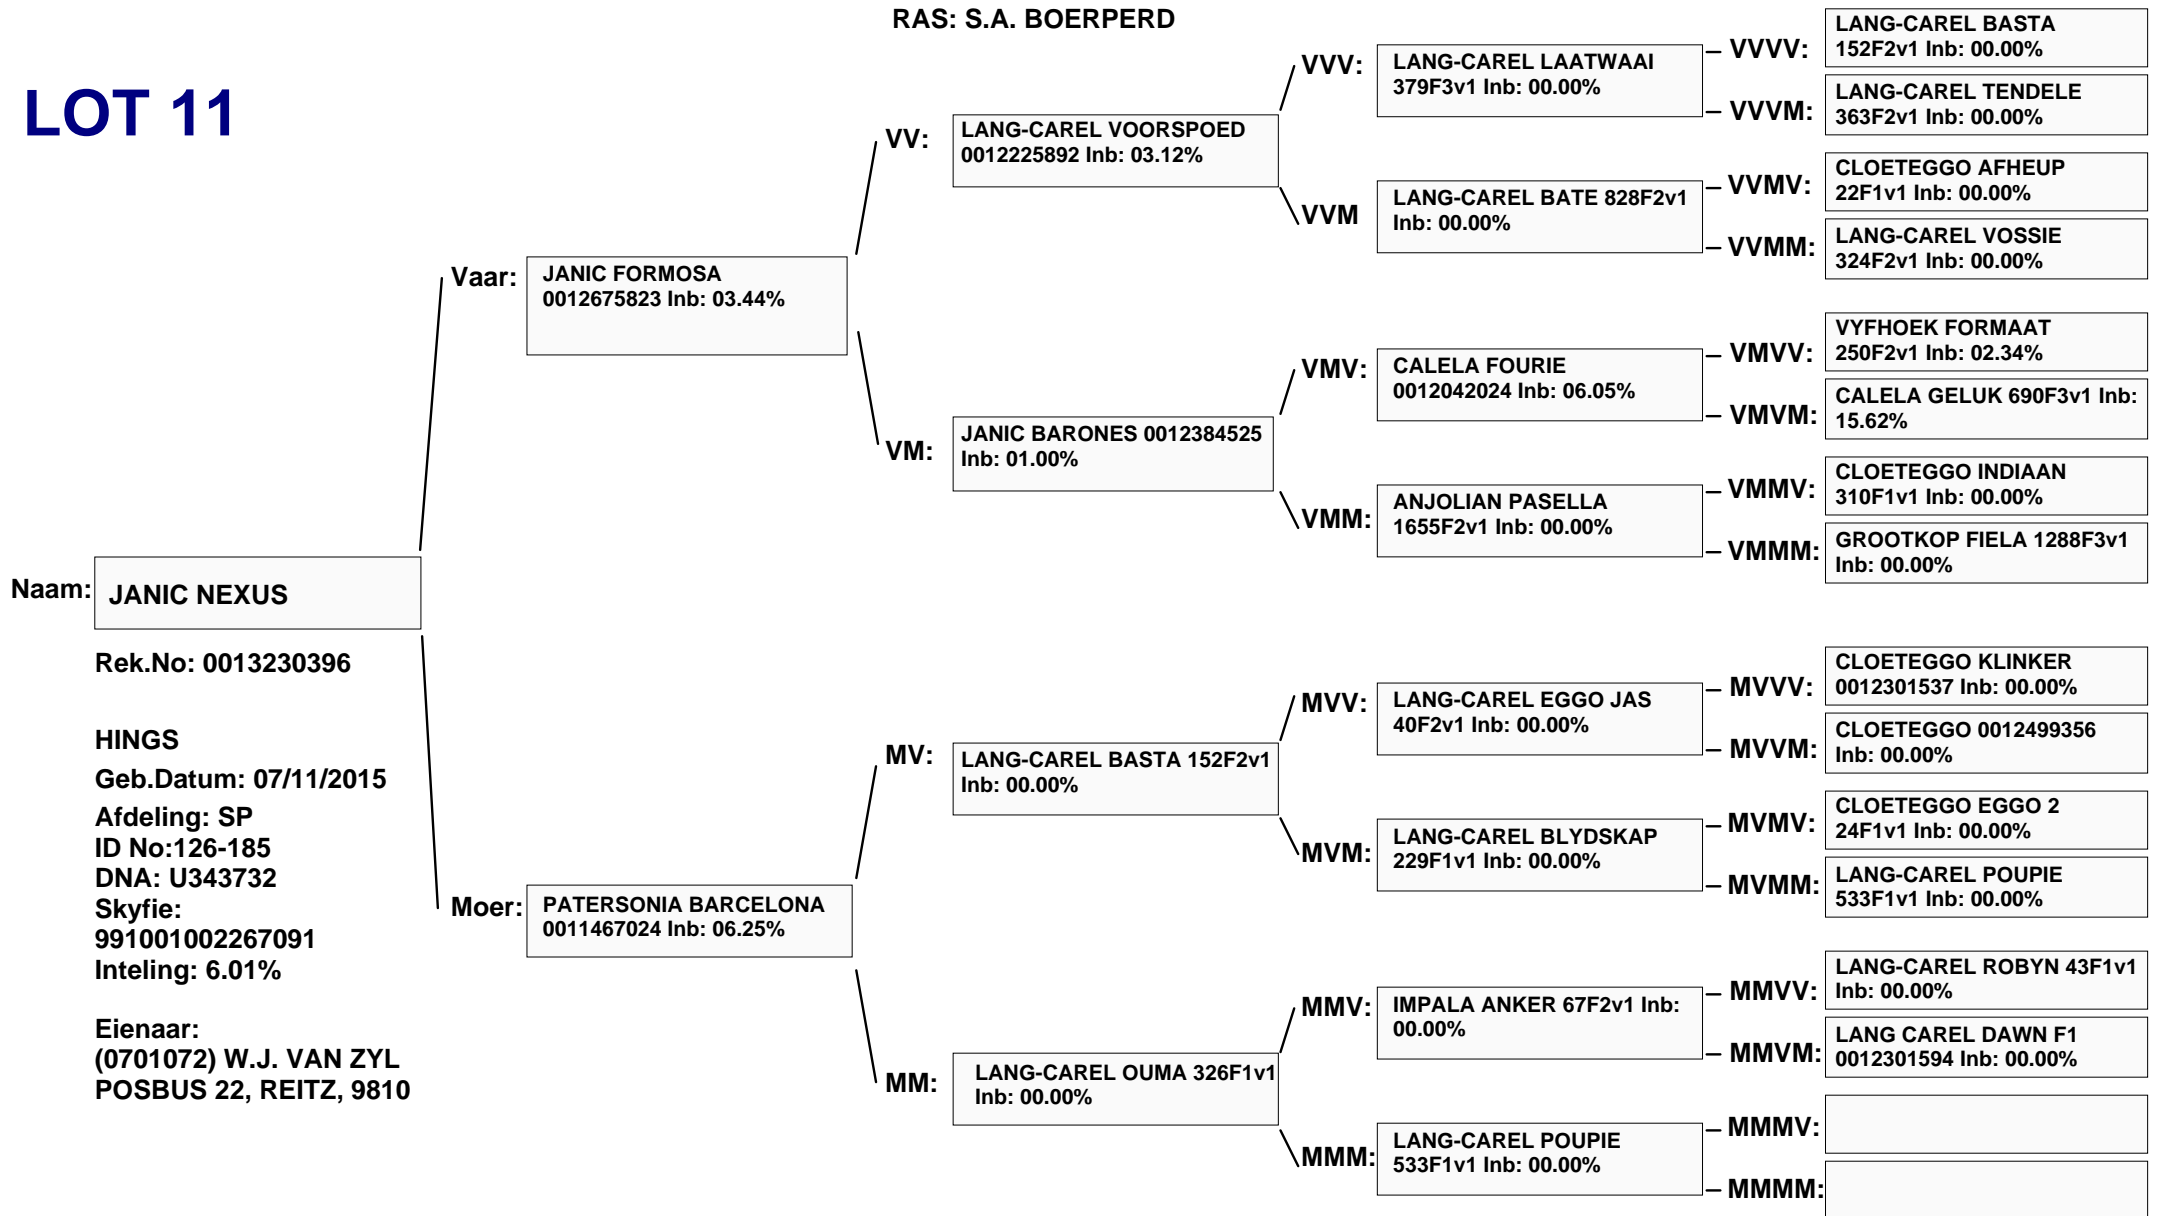 RAS: S.A. BOERPERD
LOT 11
Naam:
JANIC NEXUS
Rek.No: 0013230396
HINGS
Geb.Datum: 07/11/2015
Afdeling: SP
ID No:126-185
DNA: U343732
Skyfie:
991001002267091
Inteling: 6.01%
Eienaar:
(0701072) W.J. VAN ZYL
POSBUS 22, REITZ, 9810
Vaar:
JANIC FORMOSA
0012675823 Inb: 03.44%
Moer:
PATERSONIA BARCELONA
0011467024 Inb: 06.25%
VV:
LANG-CAREL VOORSPOED
0012225892 Inb: 03.12%
VM:
JANIC BARONES 0012384525
Inb: 01.00%
MV:
LANG-CAREL BASTA 152F2v1
Inb: 00.00%
MM:
LANG-CAREL OUMA 326F1v1
Inb: 00.00%
VVV:
LANG-CAREL LAATWAAI
379F3v1 Inb: 00.00%
VVM
LANG-CAREL BATE 828F2v1
Inb: 00.00%
VMV:
CALELA FOURIE
0012042024 Inb: 06.05%
VMM:
ANJOLIAN PASELLA
1655F2v1 Inb: 00.00%
MVV:
LANG-CAREL EGGO JAS
40F2v1 Inb: 00.00%
MVM:
LANG-CAREL BLYDSKAP
229F1v1 Inb: 00.00%
MMV:
IMPALA ANKER 67F2v1 Inb:
00.00%
MMM:
LANG-CAREL POUPIE
533F1v1 Inb: 00.00%
VVVV:
LANG-CAREL BASTA
152F2v1 Inb: 00.00%
VVVM:
LANG-CAREL TENDELE
363F2v1 Inb: 00.00%
VVMV:
CLOETEGGO AFHEUP
22F1v1 Inb: 00.00%
VVMM:
LANG-CAREL VOSSIE
324F2v1 Inb: 00.00%
VMVV:
VYFHOEK FORMAAT
250F2v1 Inb: 02.34%
VMVM:
CALELA GELUK 690F3v1 Inb:
15.62%
VMMV:
CLOETEGGO INDIAAN
310F1v1 Inb: 00.00%
VMMM:
GROOTKOP FIELA 1288F3v1
Inb: 00.00%
MVVV:
CLOETEGGO KLINKER
0012301537 Inb: 00.00%
MVVM:
CLOETEGGO 0012499356
Inb: 00.00%
MVMV:
CLOETEGGO EGGO 2
24F1v1 Inb: 00.00%
MVMM:
LANG-CAREL POUPIE
533F1v1 Inb: 00.00%
MMVV:
LANG-CAREL ROBYN 43F1v1
Inb: 00.00%
MMVM:
LANG CAREL DAWN F1
0012301594 Inb: 00.00%
MMMV:
MMMM: